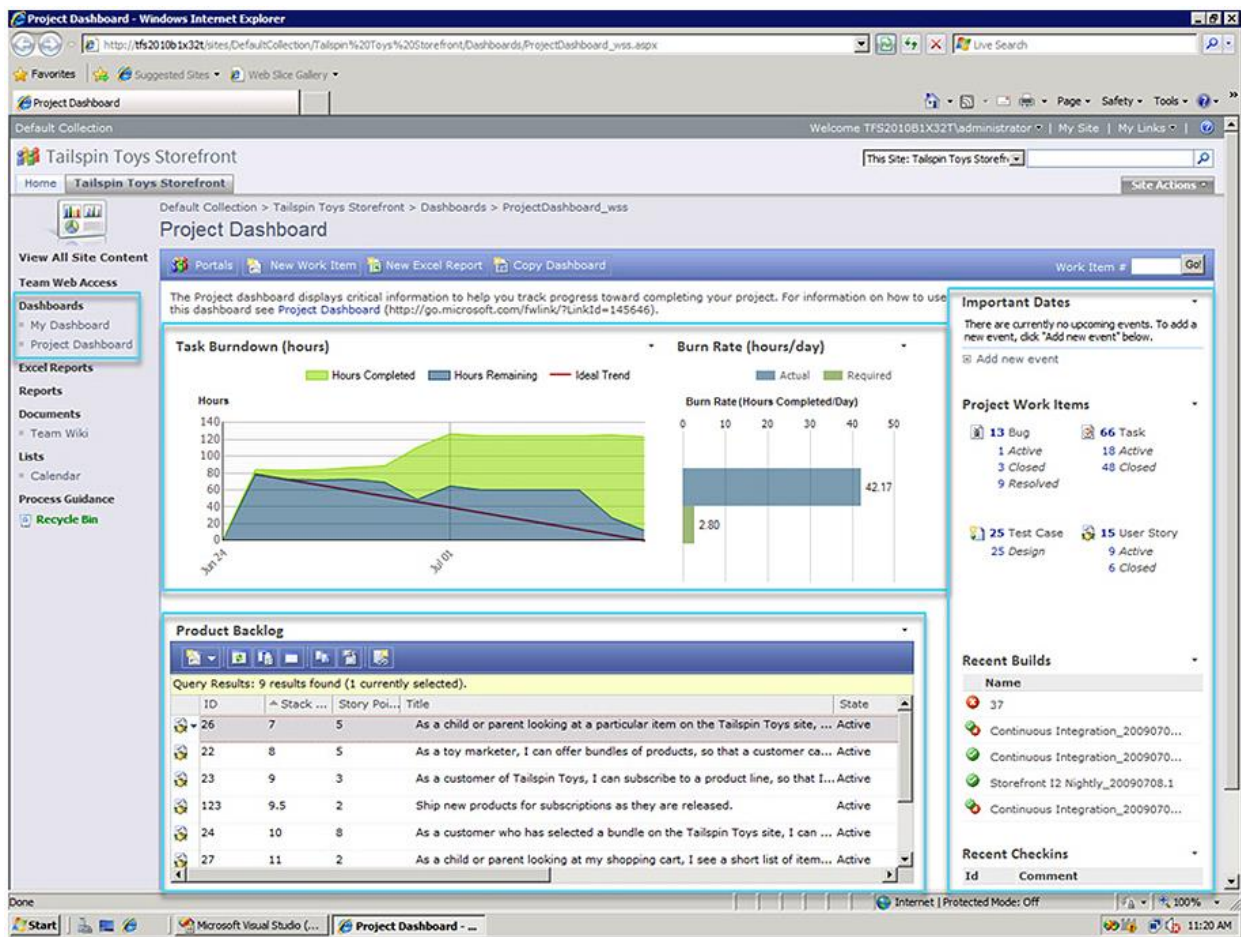 Project Dashboard - Windows Internet Explorer
http://tfs2010b1x32t/sites/DefaultCollection/Tailspin%20Toys%20Storefront/Dashboards/ProjectDashboard_wss.aspx
Live Search
Favorites
Suggested Sites
Web Slice Gallery
Project Dashboard
Page
Safety
Tools
Default Collection
Welcome TFS2010B1X32T\administrator | My Site | My Links |
Tailspin Toys Storefront
This Site: Tailspin Toys Storefr
Home
Tailspin Toys Storefront
Site Actions
Default Collection > Tailspin Toys Storefront > Dashboards > ProjectDashboard_wss
Project Dashboard
View All Site Content
Team Web Access
Dashboards
My Dashboard
Project Dashboard
Excel Reports
Reports
Documents
Team Wiki
Lists
Calendar
Process Guidance
Recycle Bin
Portals
New Work Item
New Excel Report
Copy Dashboard
Work Item #
Go!
The Project dashboard displays critical information to help you track progress toward completing your project. For information on how to use
this dashboard see Project Dashboard (http://go.microsoft.com/fwlink/?LinkId=145646).
Task Burndown (hours)
Hours Completed
Hours Remaining
Ideal Trend
Hours
140
120
100
80
60
40
20
0
Jun 24
Jul 01
Burn Rate (hours/day)
Actual
Required
Burn Rate (Hours Completed/Day)
0 10 20 30 40 50
42.17
2.80
Important Dates
There are currently no upcoming events. To add a
new event, click "Add new event" below.
Add new event
Project Work Items
13 Bug
1 Active
3 Closed
9 Resolved
66 Task
18 Active
48 Closed
25 Test Case
25 Design
15 User Story
9 Active
6 Closed
Product Backlog
Query Results: 9 results found (1 currently selected).
ID Stack ... Story Poi... Title State
26 7 5 As a child or parent looking at a particular item on the Tailspin Toys site, ... Active
22 8 5 As a toy marketer, I can offer bundles of products, so that a customer ca... Active
23 9 3 As a customer of Tailspin Toys, I can subscribe to a product line, so that I... Active
123 9.5 2 Ship new products for subscriptions as they are released. Active
24 10 8 As a customer who has selected a bundle on the Tailspin Toys site, I can ... Active
27 11 2 As a child or parent looking at my shopping cart, I see a short list of item... Active
Recent Builds
Name
37
Continuous Integration_2009070...
Continuous Integration_2009070...
Storefront I2 Nightly_20090708.1
Continuous Integration_2009070...
Recent Checkins
Id Comment
Done
Internet | Protected Mode: Off
100%
Start
Microsoft Visual Studio (...
Project Dashboard - ...
11:20 AM